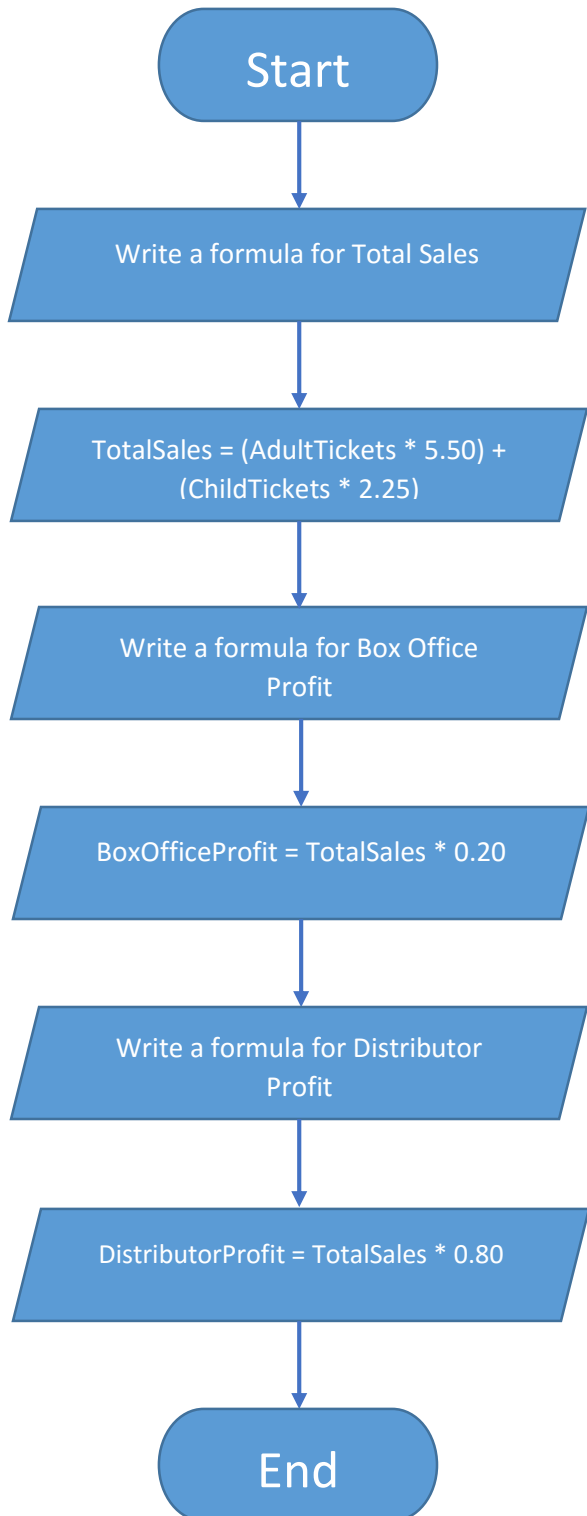 Start
Write a formula for Total Sales
TotalSales = (AdultTickets * 5.50) +
(ChildTickets * 2.25)
Write a formula for Box Office
Profit
BoxOfficeProfit = TotalSales * 0.20
Write a formula for Distributor
Profit
DistributorProfit = TotalSales * 0.80
End